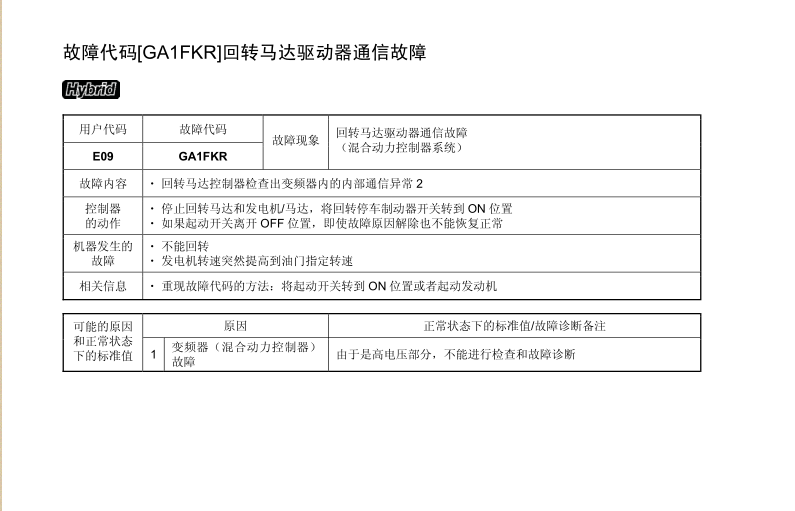 故障代码[GA1FKR]回转马达驱动器通信故障
Hybrid
用户代码 故障代码 故障现象 回转马达驱动器通信故障
（混合动力控制器系统）
E09 GA1FKR
故障内容 · 回转马达控制器检查出变频器内的内部通信异常 2
控制器
的动作
· 停止回转马达和发电机/马达，将回转停车制动器开关转到 ON 位置
· 如果起动开关离开 OFF 位置，即使故障原因解除也不能恢复正常
机器发生的
故障
· 不能回转
· 发电机转速突然提高到油门指定转速
相关信息 · 重现故障代码的方法：将起动开关转到 ON 位置或者起动发动机
可能的原因
和正常状态
下的标准值
原因 正常状态下的标准值/故障诊断备注
1 变频器（混合动力控制器）
故障
由于是高电压部分，不能进行检查和故障诊断